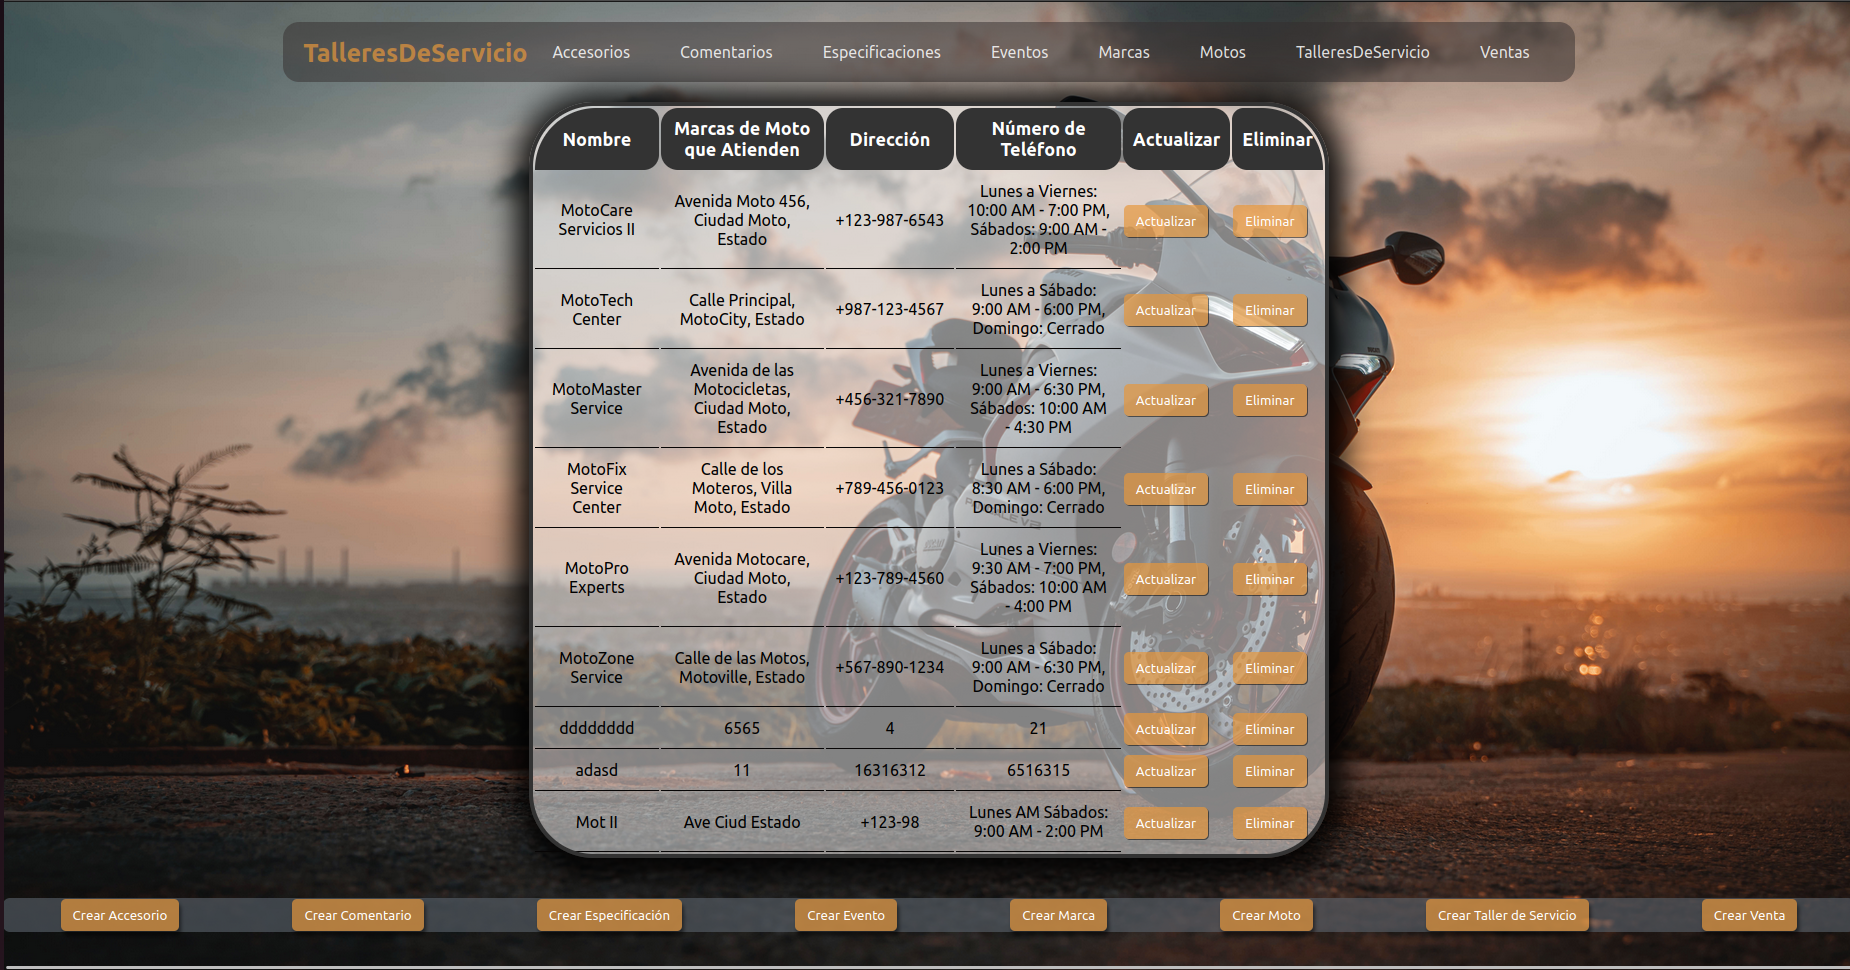 TalleresDeServicio Accesorios Comentarios Especificaciones Eventos Marcas Motos TalleresDeServicio Ventas
Nombre
Marcas de Moto
que Atienden
Dirección
Número de
Teléfono
Actualizar
Eliminar
MotoCare
Servicios II
Avenida Moto 456,
Ciudad Moto,
Estado
+123-987-6543
Lunes a Viernes:
10:00 AM - 7:00 PM,
Sábados: 9:00 AM -
2:00 PM
Actualizar
Eliminar
MotoTech
Center
Calle Principal,
MotoCity, Estado
+987-123-4567
Lunes a Sábado:
9:00 AM - 6:00 PM,
Domingo: Cerrado
Actualizar
Eliminar
MotoMaster
Service
Avenida de las
Motocicletas,
Ciudad Moto,
Estado
+456-321-7890
Lunes a Viernes:
9:00 AM - 6:30 PM,
Sábados: 10:00 AM
- 4:30 PM
Actualizar
Eliminar
MotoFix
Service
Center
Calle de los
Moteros, Villa
Moto, Estado
+789-456-0123
Lunes a Sábado:
8:30 AM - 6:00 PM,
Domingo: Cerrado
Actualizar
Eliminar
MotoPro
Experts
Avenida Motocare,
Ciudad Moto,
Estado
+123-789-4560
Lunes a Viernes:
9:30 AM - 7:00 PM,
Sábados: 10:00 AM
- 4:00 PM
Actualizar
Eliminar
MotoZone
Service
Calle de las Motos,
Motoville, Estado
+567-890-1234
Lunes a Sábado:
9:00 AM - 6:30 PM,
Domingo: Cerrado
Actualizar
Eliminar
dddddddd
6565
4
21
Actualizar
Eliminar
adasd
11
16316312
6516315
Actualizar
Eliminar
Mot II
Ave Ciud Estado
+123-98
Lunes AM Sábados:
9:00 AM - 2:00 PM
Actualizar
Eliminar
Crear Accesorio Crear Comentario Crear Especificación Crear Evento Crear Marca Crear Moto Crear Taller de Servicio Crear Venta